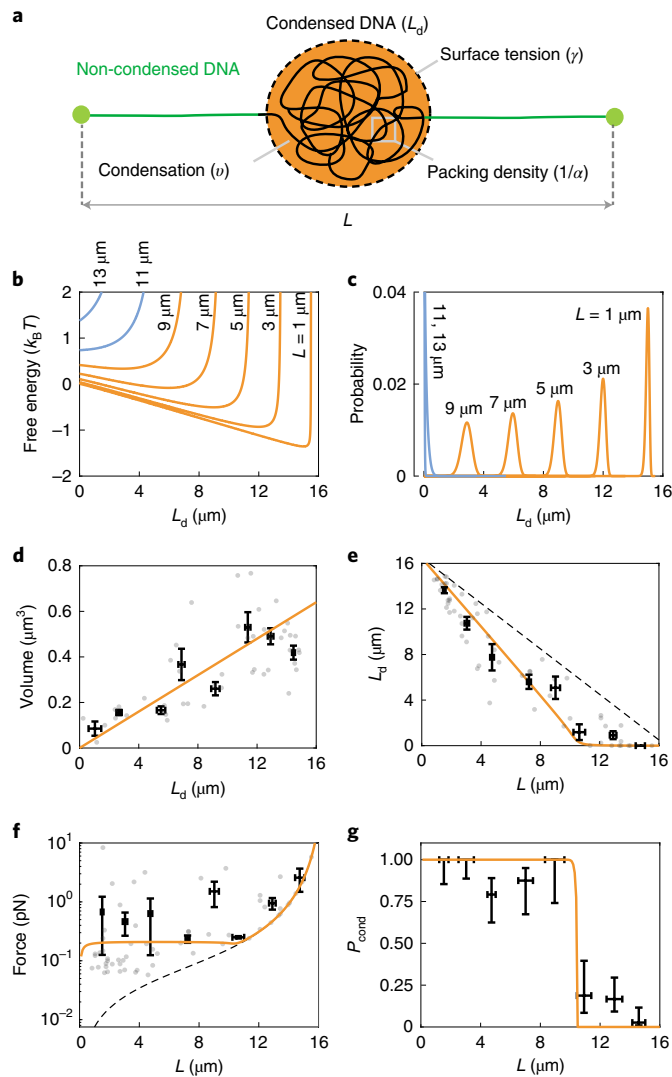 a
Condensed DNA (Ld)
Surface tension (γ)
Non-condensed DNA
Condensation (υ)
Packing density (1/α)
L
b
13 μm
11 μm
9 μm
7 μm
5 μm
3 μm
L = 1 μm
2
1
0
−1
−2
Free energy (kBT)
0 4 8 12 16
Ld (μm)
c
0.04
0.02
0
Probability
11, 13 μm
9 μm
7 μm
5 μm
3 μm
L = 1 μm
0 4 8 12 16
Ld (μm)
d
0.8
0.6
0.4
0.2
0
Volume (μm³)
0 4 8 12 16
Ld (μm)
e
16
12
8
4
0
Ld (μm)
0 4 8 12 16
L (μm)
f
10¹
10⁰
10⁻¹
10⁻²
Force (pN)
0 4 8 12 16
L (μm)
g
1.00
0.75
0.50
0.25
0
Pcond
0 4 8 12 16
L (μm)